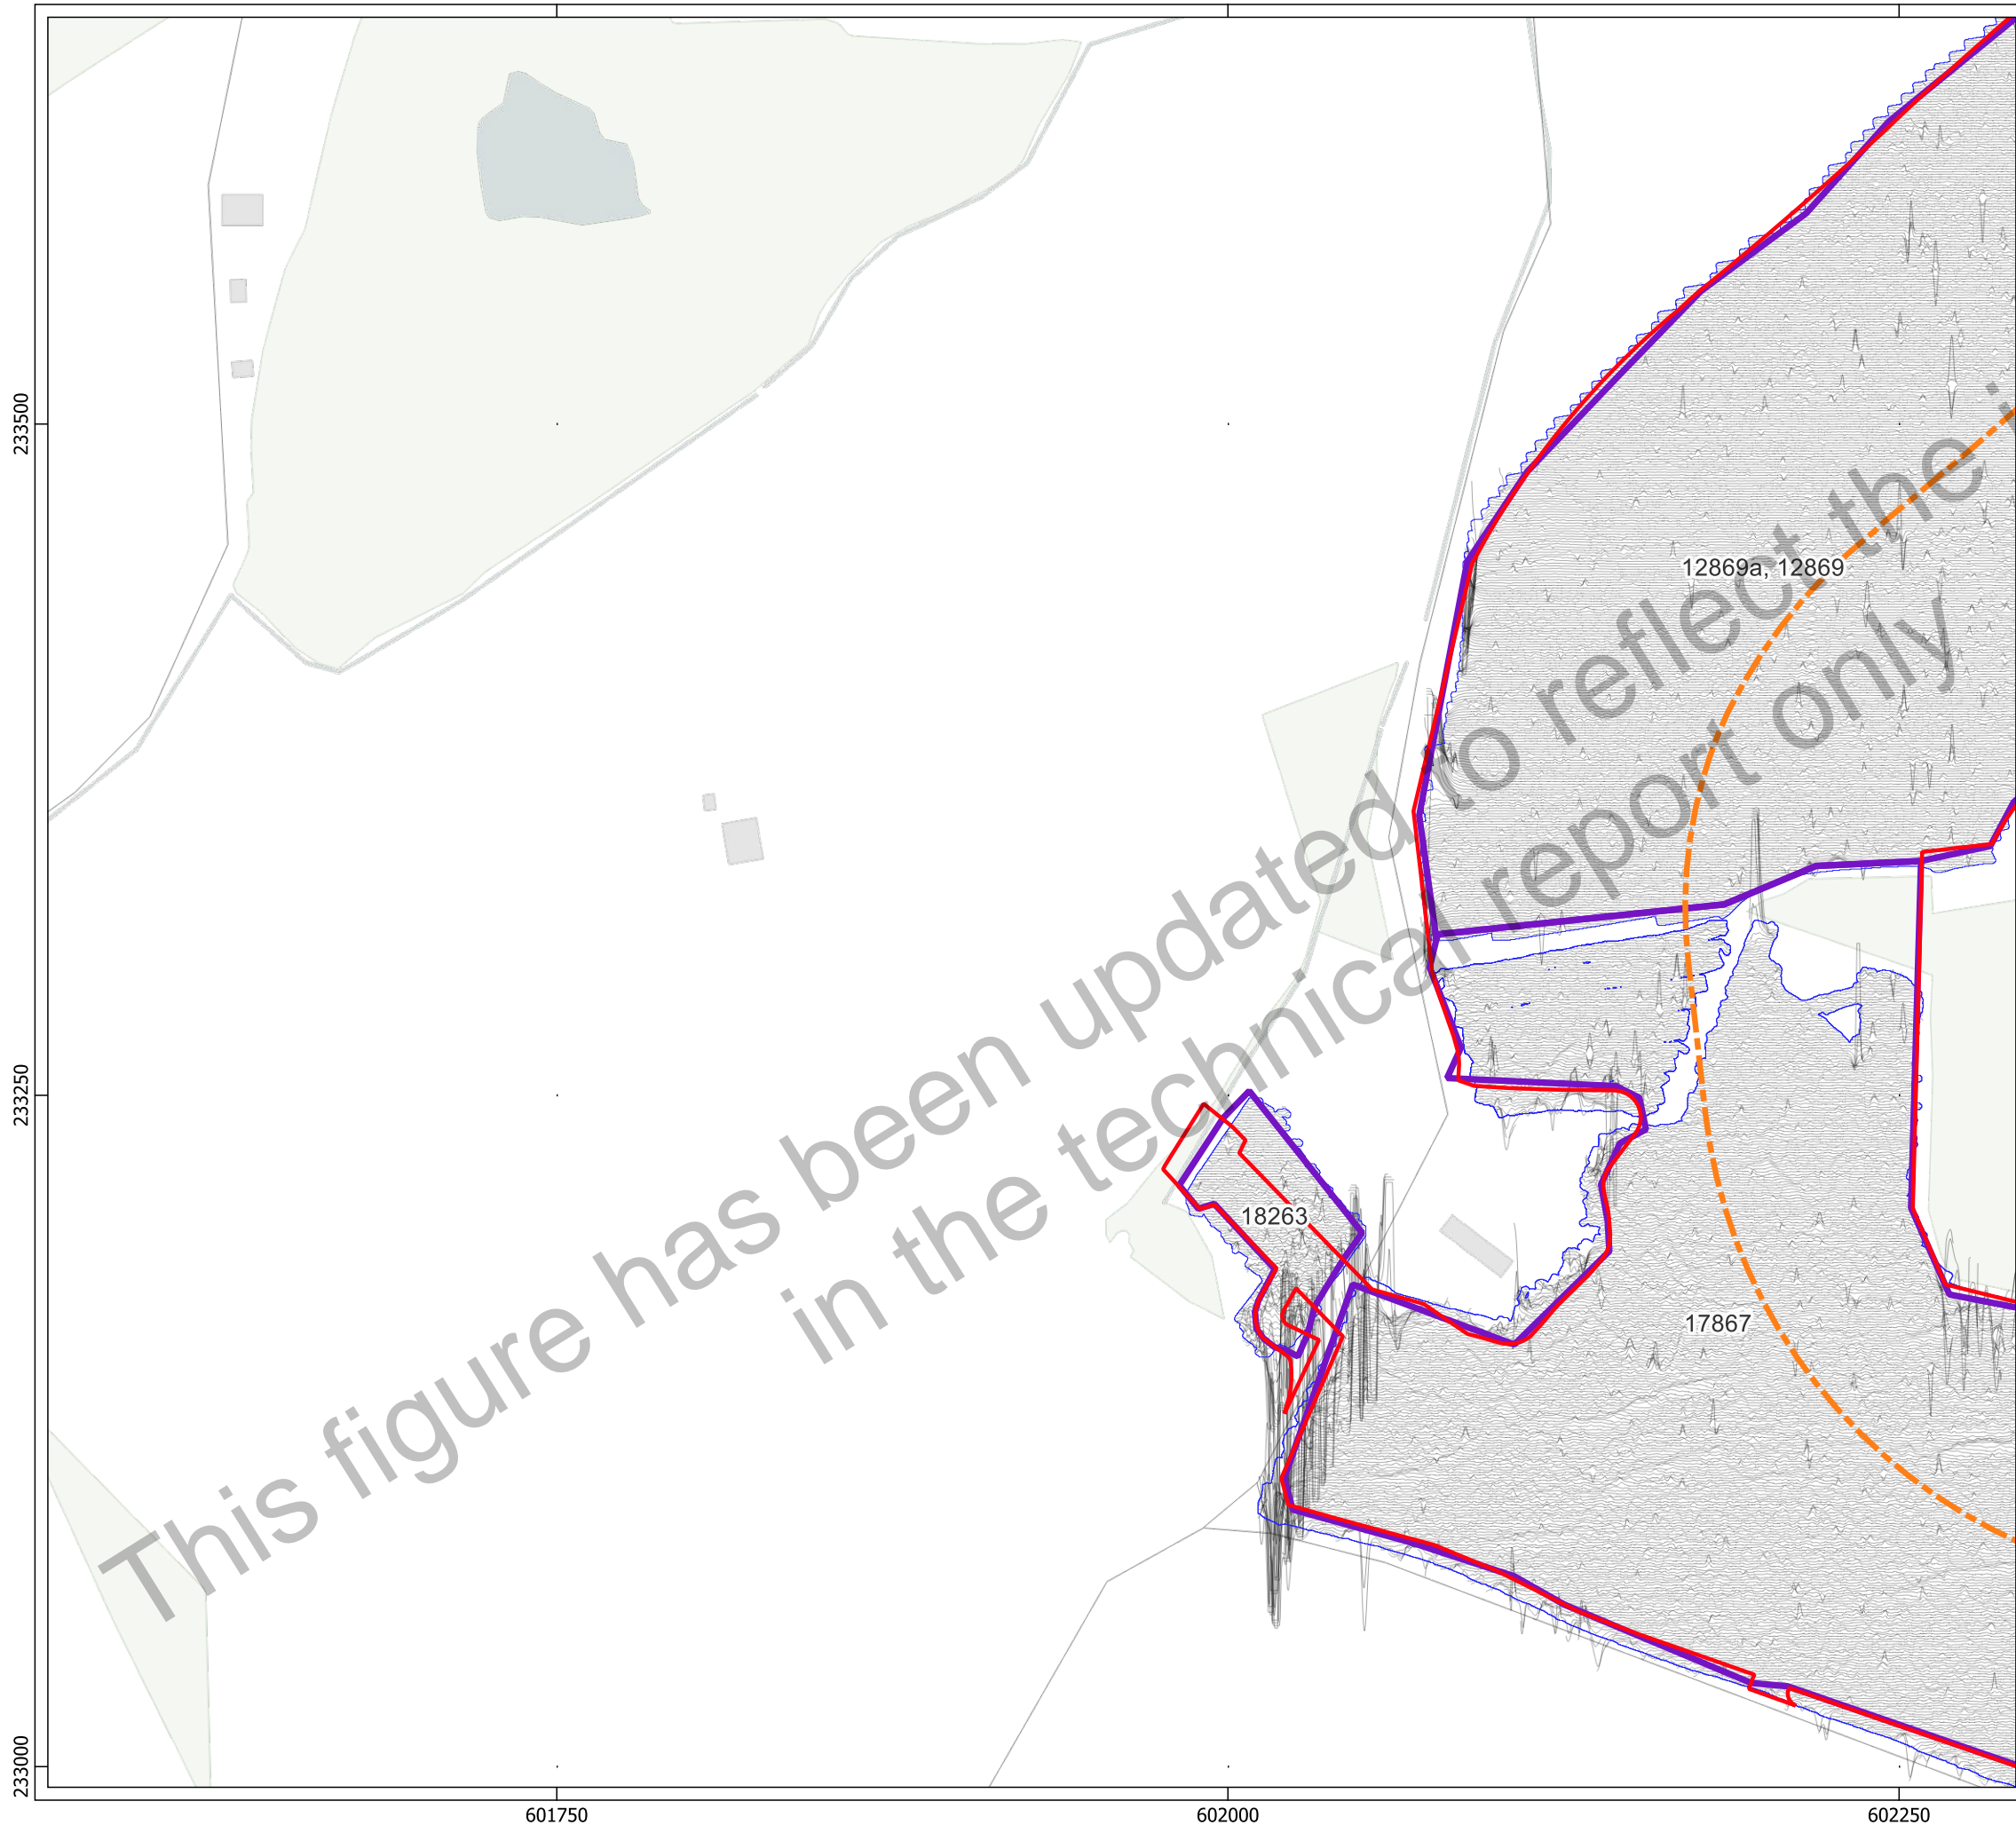 233500
12869a, 12869
This figure has been updated to reflect the i
in the technical report only
233250
18263
17867
233000
601750
602000
602250